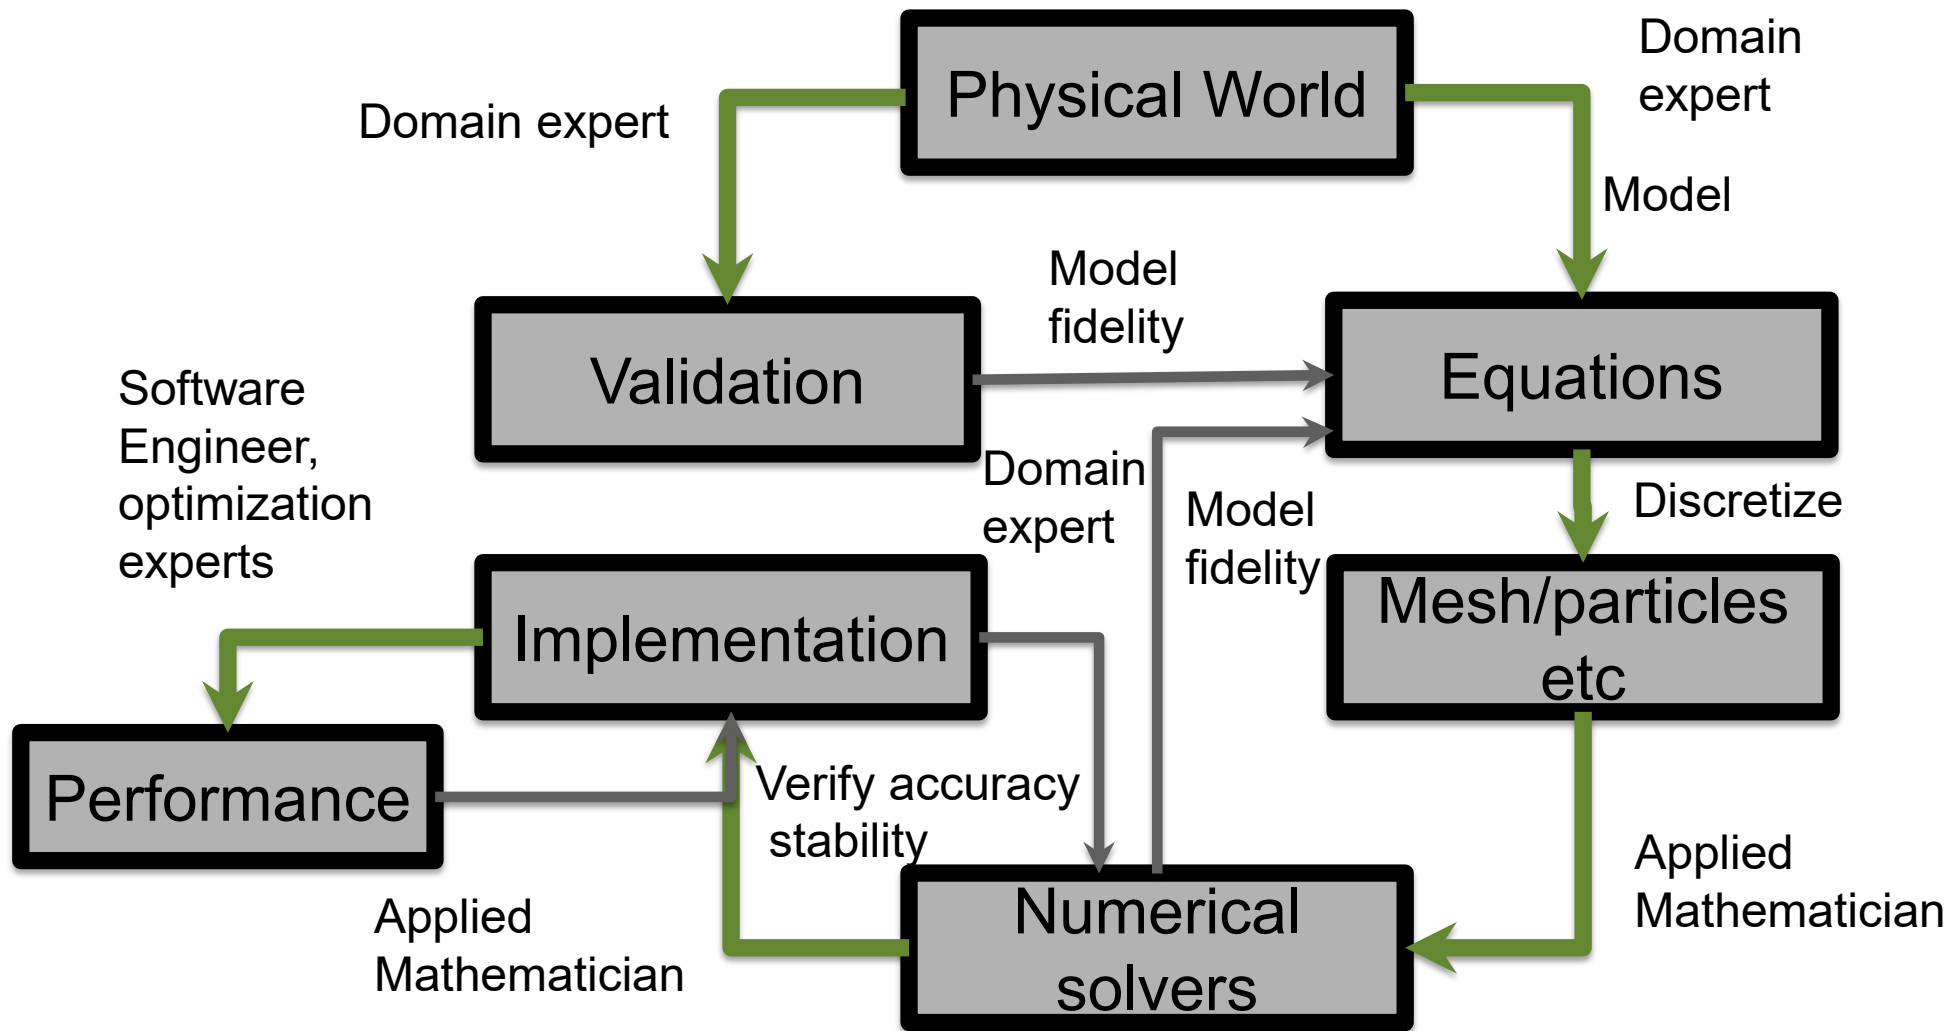 Physical World
Domain
expert
Domain expert
Model
Model
fidelity
Validation
Equations
Software
Engineer,
optimization
experts
Domain
expert
Model
fidelity
Discretize
Implementation
Mesh/particles
etc
Performance
Verify accuracy
stability
Applied
Mathematician
Numerical
solvers
Applied
Mathematician